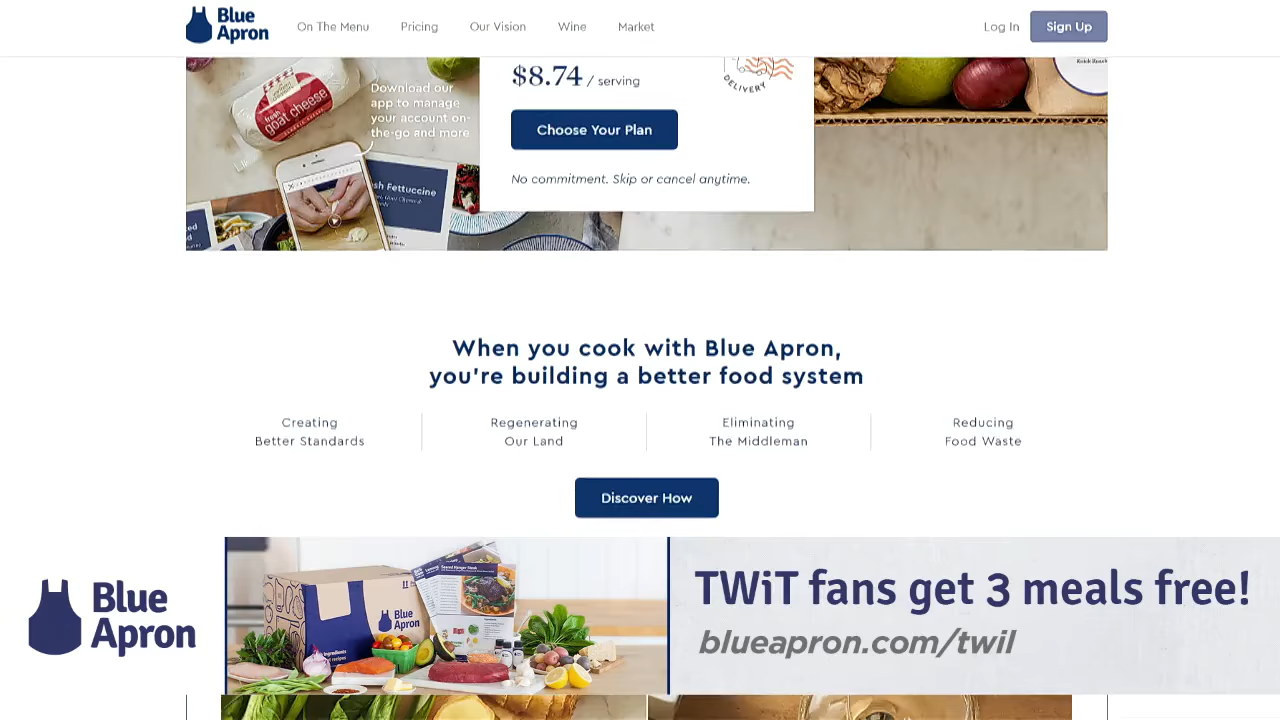 Blue
Apron
On The Menu
Pricing
Our Vision
Wine
Market
Log In
Sign Up
$8.74 / serving
DELIVERY
Choose Your Plan
No commitment. Skip or cancel anytime.
fresh
goat cheese
Download our
app to manage
your account on-
the-go and more
sh Fettuccine
When you cook with Blue Apron,
you're building a better food system
Creating
Better Standards
Regenerating
Our Land
Eliminating
The Middleman
Reducing
Food Waste
Discover How
Blue
Apron
Blue
Apron
TWiT fans get 3 meals free!
blueapron.com/twil